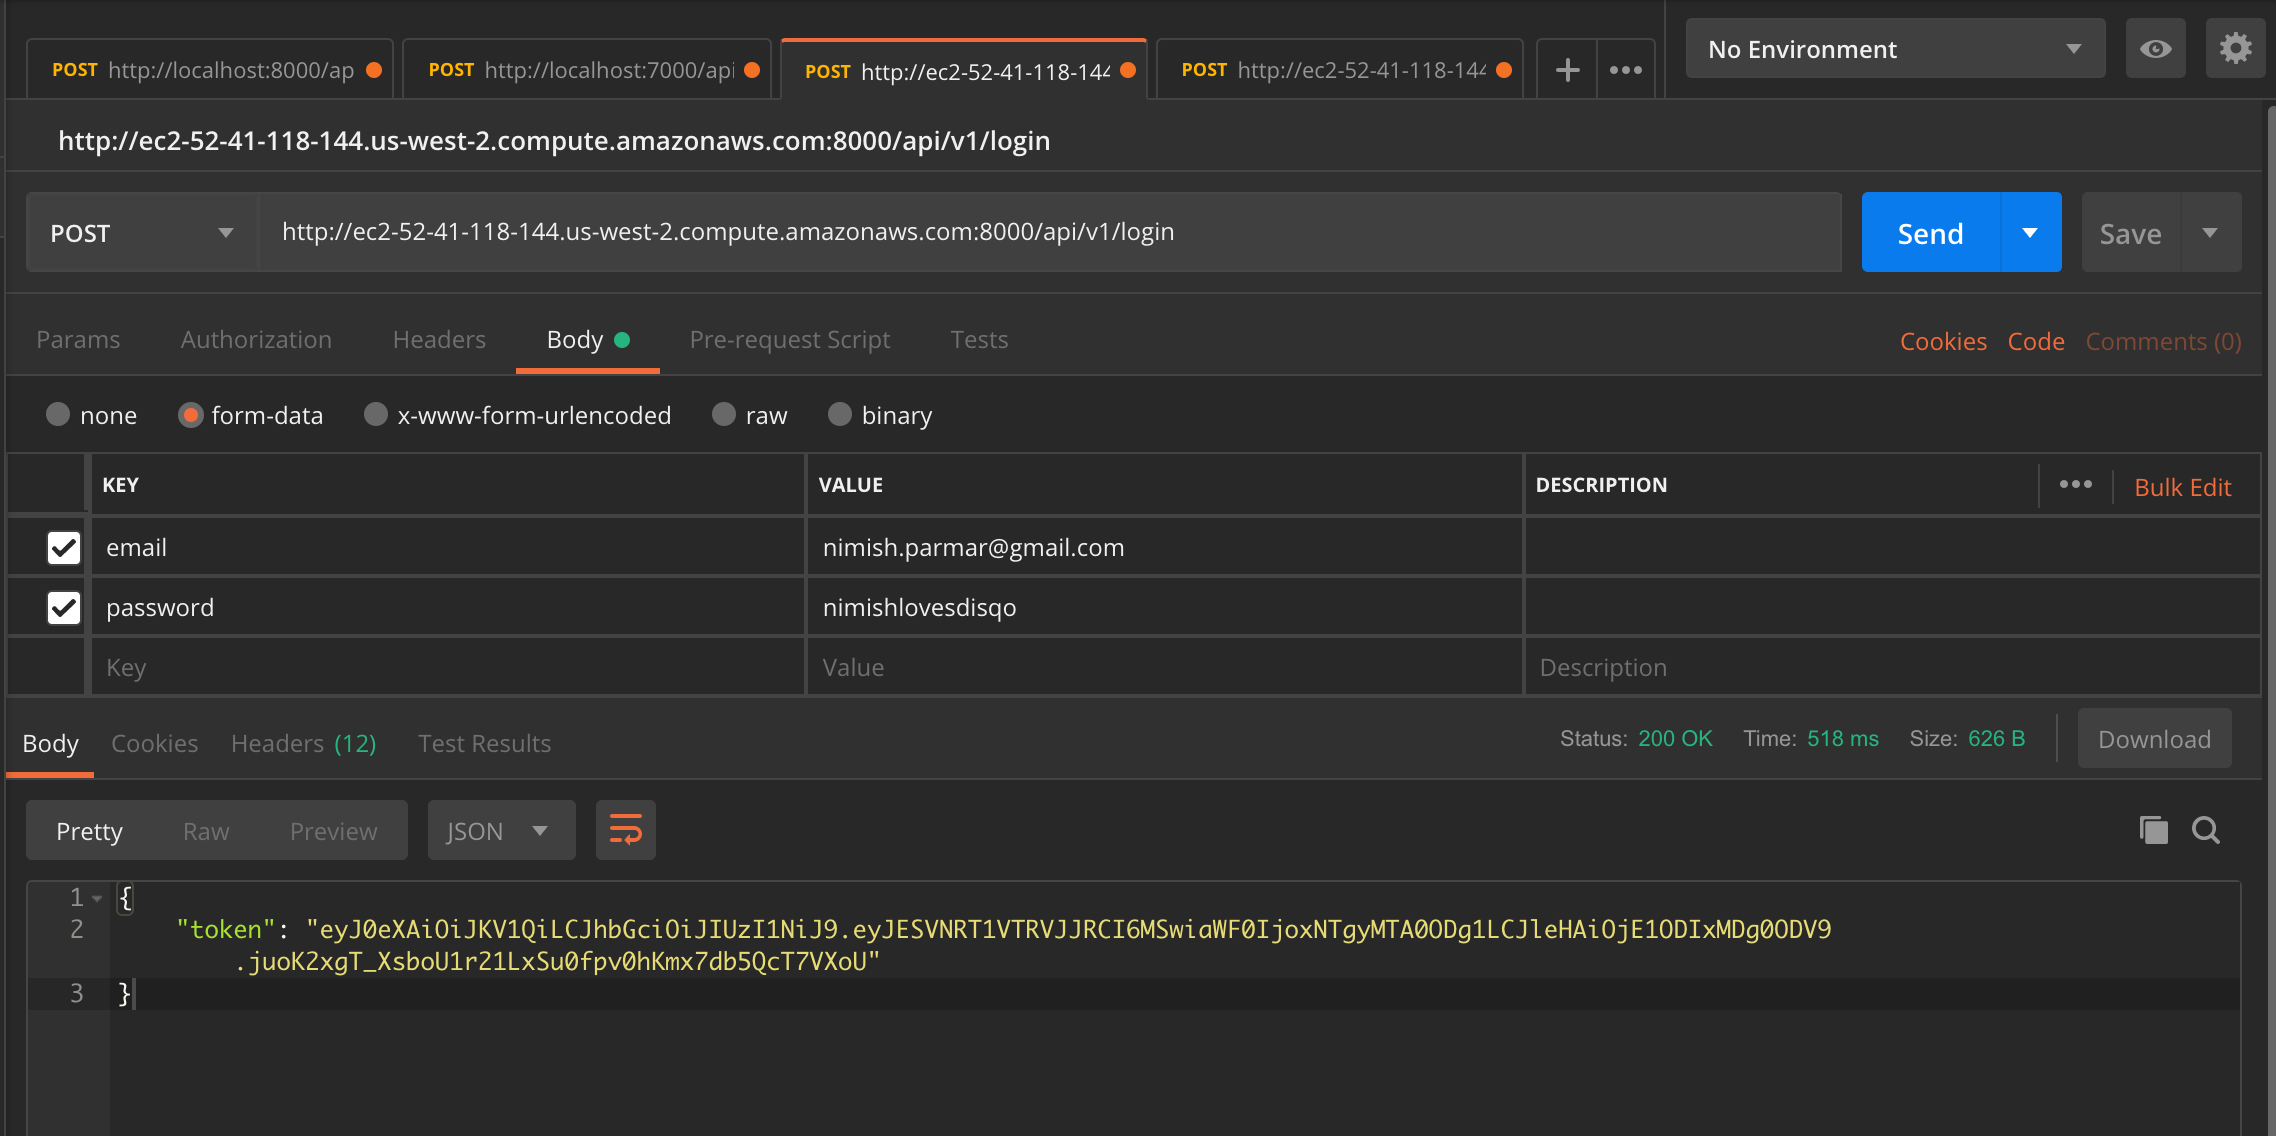 POST http://localhost:8000/ap
POST http://localhost:7000/api
POST http://ec2-52-41-118-144
POST http://ec2-52-41-118-144
No Environment
http://ec2-52-41-118-144.us-west-2.compute.amazonaws.com:8000/api/v1/login
POST http://ec2-52-41-118-144.us-west-2.compute.amazonaws.com:8000/api/v1/login Send Save
Params Authorization Headers Body Pre-request Script Tests Cookies Code Comments (0)
none form-data x-www-form-urlencoded raw binary
KEY VALUE DESCRIPTION Bulk Edit
email nimish.parmar@gmail.com
password nimishlovesdisqo
Key Value Description
Body Cookies Headers (12) Test Results Status: 200 OK Time: 518 ms Size: 626 B Download
Pretty Raw Preview JSON
1 {
2 "token": "eyJ0eXAiOiJKV1QiLCJhbGciOiJIUzI1NiJ9.eyJESVNRT1VTRVJJRCI6MSwiaWF0IjoxNTgyMTA0ODg1LCJleHAiOjE1ODIxMDg0ODV9
.juoK2xgT_XsboU1r21LxSu0fpv0hKmx7db5QcT7VXoU"
3 }